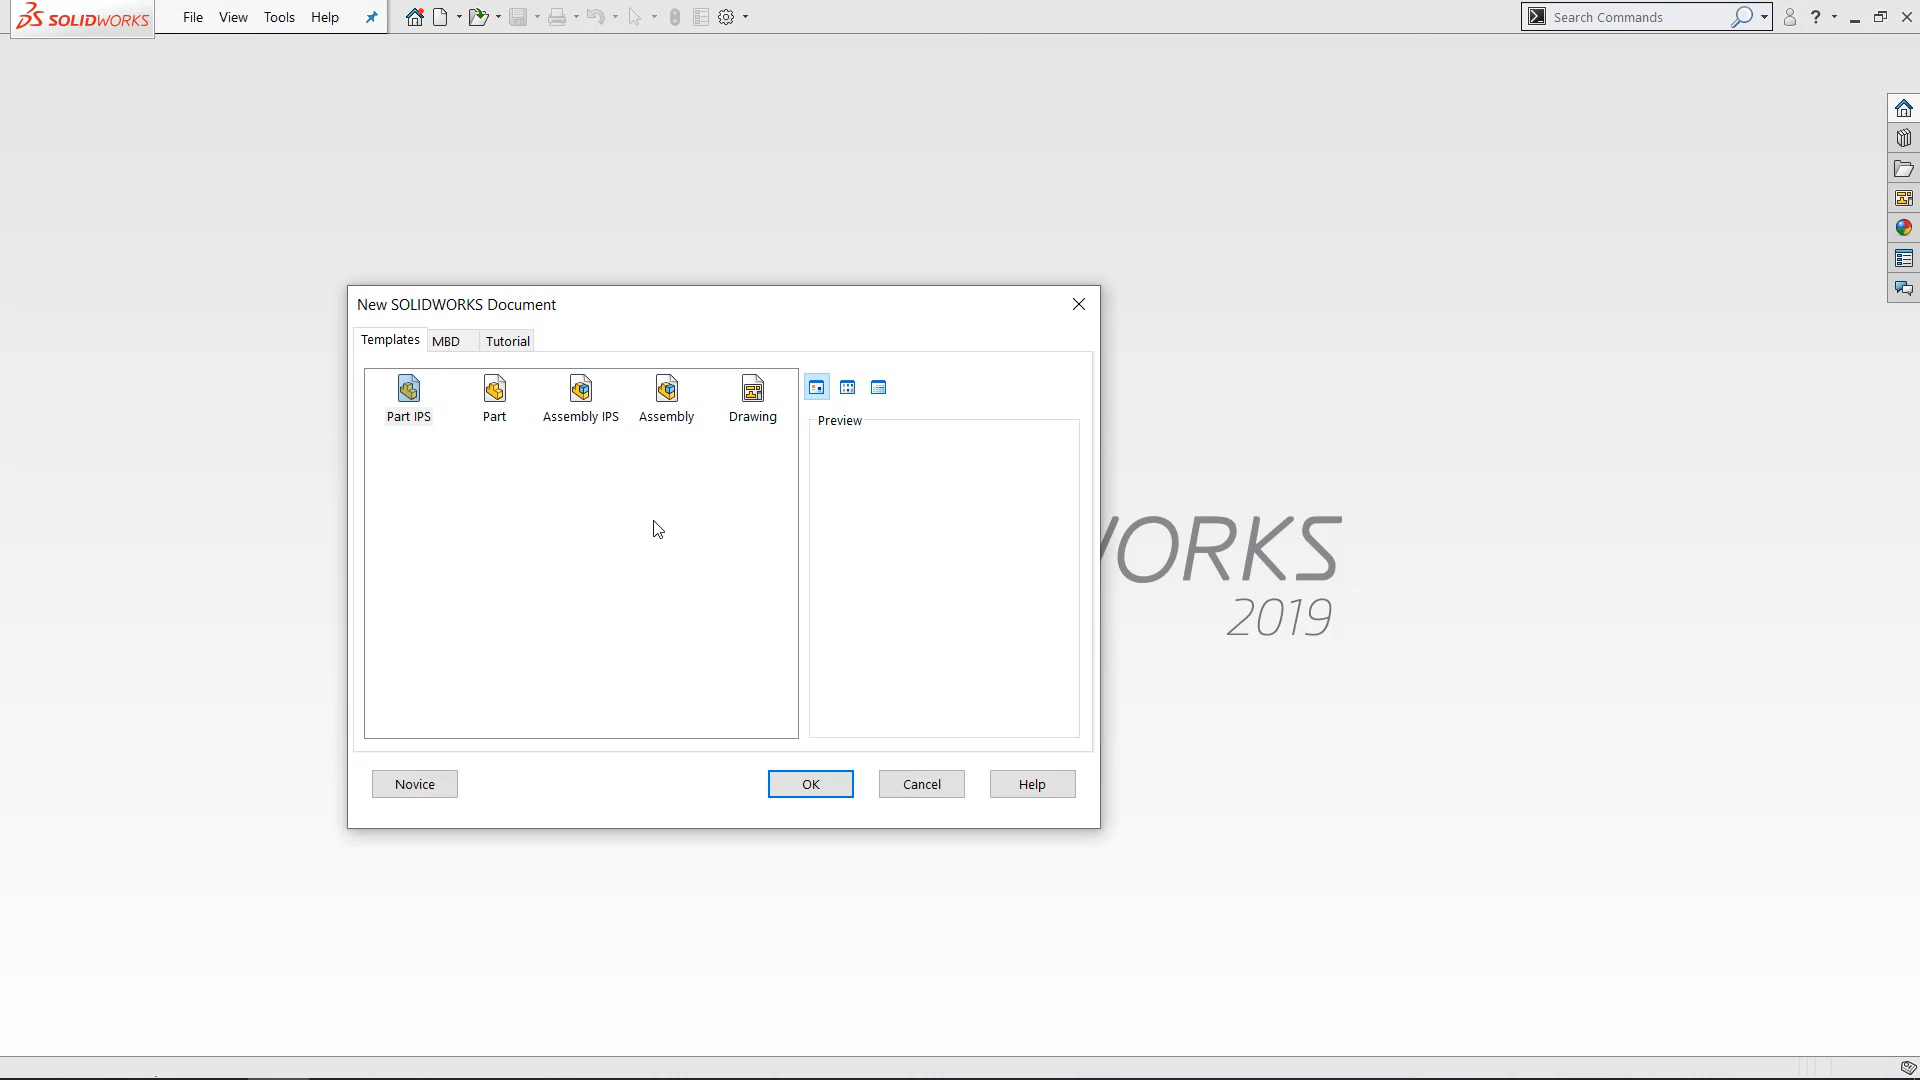 SOLIDWORKS File View Tools Help Search Commands ?
New SOLIDWORKS Document
Templates MBD Tutorial
Part IPS Part Assembly IPS Assembly Drawing
Preview
WORKS
2019
Novice OK Cancel Help